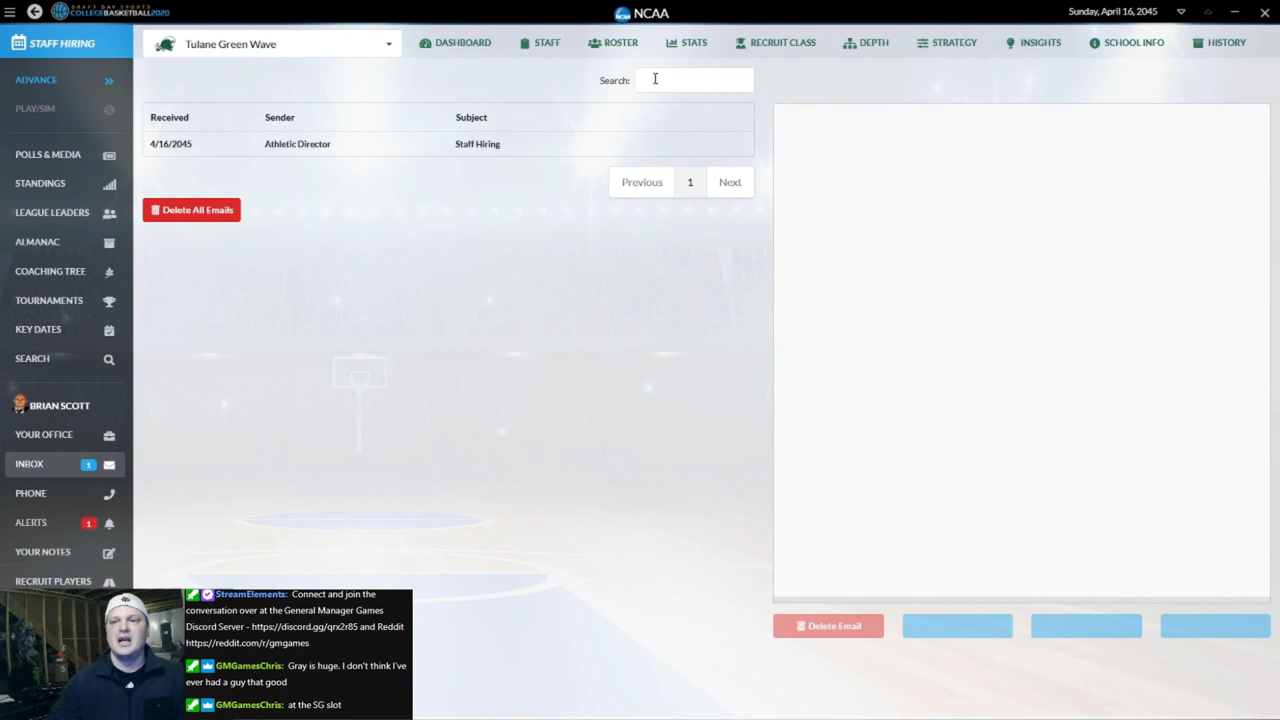 DRAFT DAY SPORTS
COLLEGE BASKETBALL 2020
NCAA
Sunday, April 16, 2045
STAFF HIRING
Tulane Green Wave
DASHBOARD
STAFF
ROSTER
STATS
RECRUIT CLASS
DEPTH
STRATEGY
INSIGHTS
SCHOOL INFO
HISTORY
ADVANCE
PLAY/SIM
POLLS & MEDIA
STANDINGS
LEAGUE LEADERS
ALMANAC
COACHING TREE
TOURNAMENTS
KEY DATES
SEARCH
BRIAN SCOTT
YOUR OFFICE
INBOX 1
PHONE
ALERTS 1
YOUR NOTES
RECRUIT PLAYERS
Search:
Received Sender Subject
4/16/2045 Athletic Director Staff Hiring
Previous 1 Next
Delete All Emails
Delete Email
StreamElements: Connect and join the
conversation over at the General Manager Games
Discord Server - https://discord.gg/qrx2r85 and Reddit
https://reddit.com/r/gmgames
GMGamesChris: Gray is huge. I don't think I've
ever had a guy that good
GMGamesChris: at the SG slot